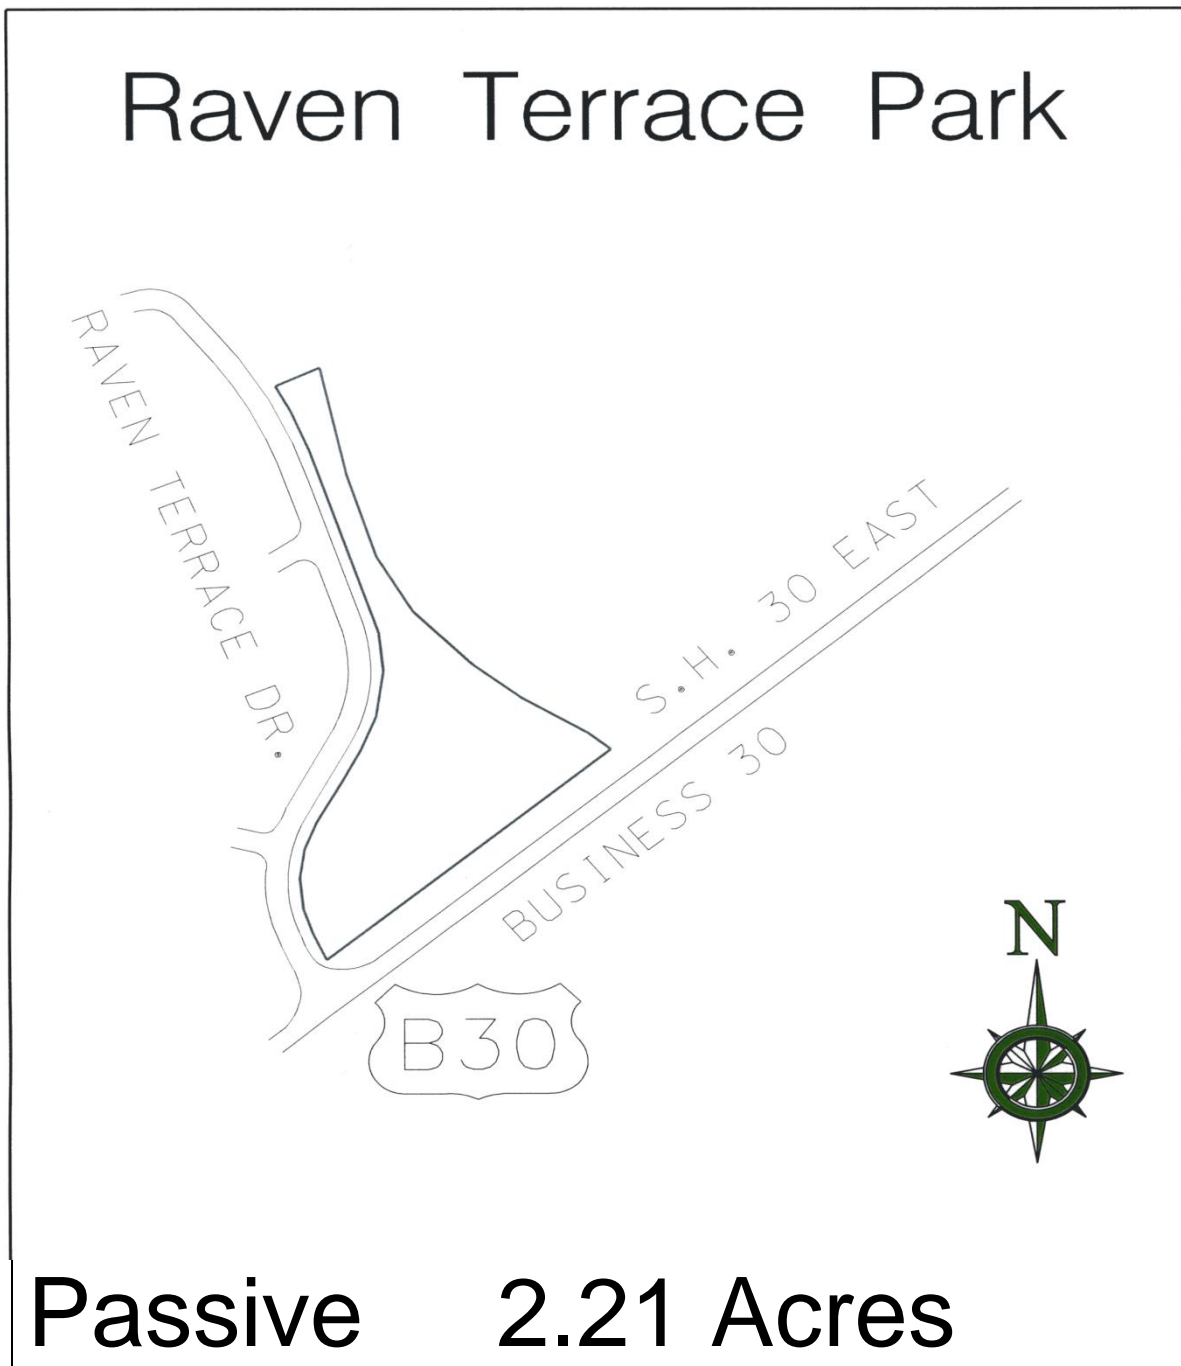 Raven Terrace Park
RAVEN TERRACE DR.
S.H. 30 EAST
BUSINESS 30
B30
N
Passive 2.21 Acres